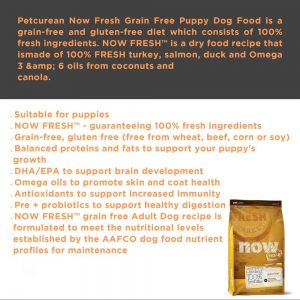 Petcurean Now Fresh Grain Free Puppy Dog Food is a
grain-free and gluten-free diet which consists of 100%
fresh ingredients. NOW FRESH™ is a dry food recipe that
ismade of 100% FRESH turkey, salmon, duck and Omega
3 &amp; 6 oils from coconuts and
canola.
. Suitable for puppies
. NOW FRESH™ - guaranteeing 100% fresh ingredients
. Grain-free, gluten free (free from wheat, beef, corn or soy)
. Balanced proteins and fats to support your puppy's
growth
. DHA/EPA to support brain development
. Omega oils to promote skin and coat health
. Antioxidants to support increased immunity
. Pre + probiotics to support healthy digestion
. NOW FRESH™ grain free Adult Dog recipe is
formulated to meet the nutritional levels
established by the AAFCO dog food nutrient
profiles for maintenance
FRESH
now